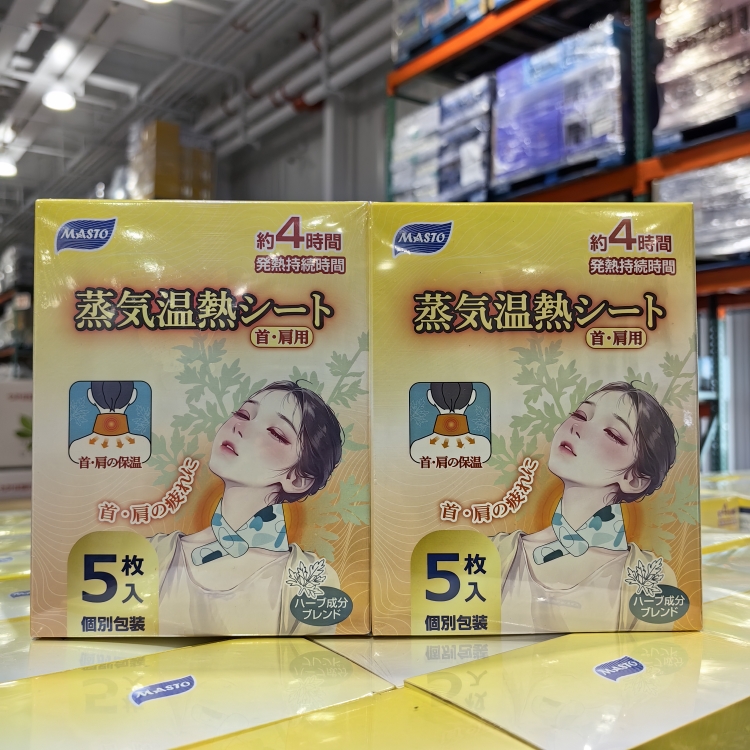 MASTO
約4時間
発熱持続時間
蒸気温熱シート
首・肩用
首・肩の保温
首・肩の疲れに
5枚入
個別包装
ハーブ成分
ブレンド
MASTO
約4時間
発熱持続時間
蒸気温熱シート
首・肩用
首・肩の保温
首・肩の疲れに
5枚入
個別包装
ハーブ成分
ブレンド
MASTO
MASTO